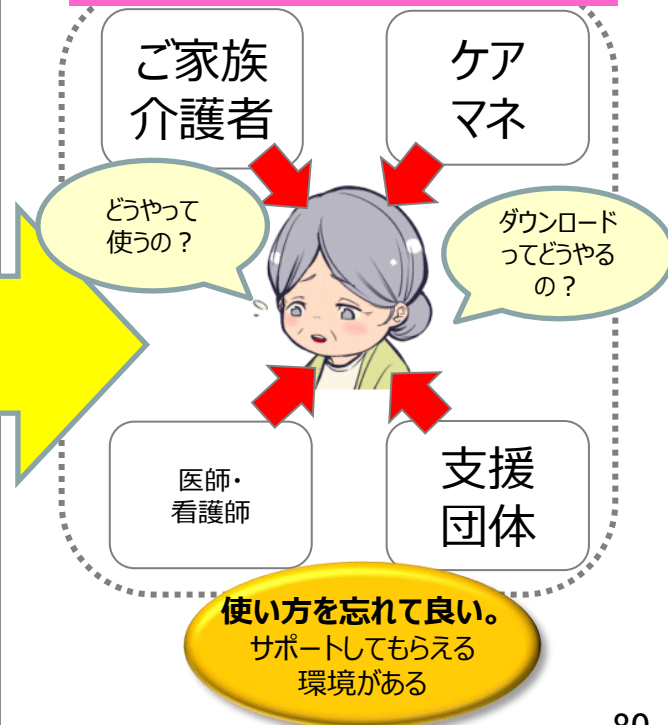 ご家族
介護者
ケア
マネ
どうやって
使うの？
ダウンロード
ってどうやる
の？
医師・
看護師
支援
団体
使い方を忘れて良い。
サポートしてもらえる
環境がある